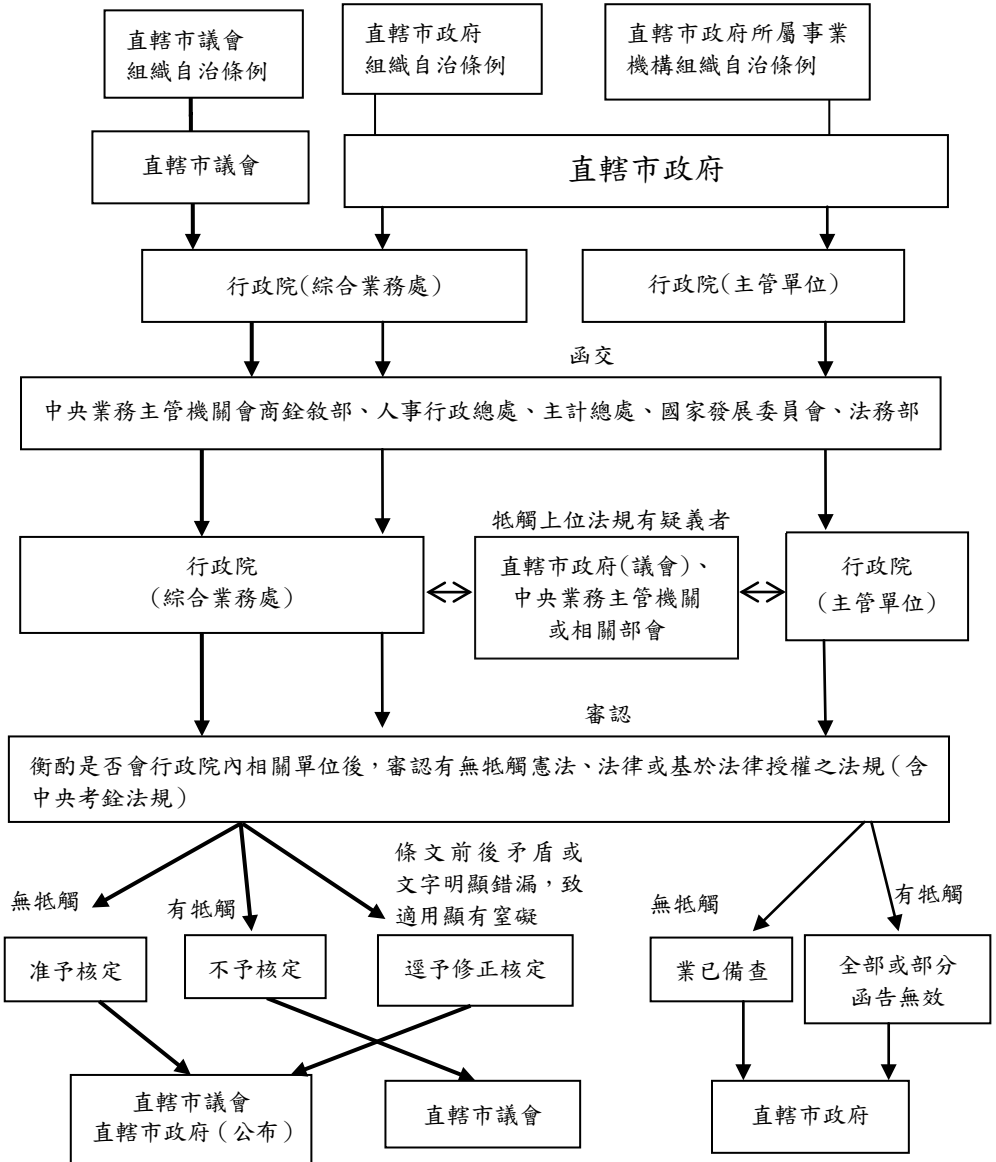 直轄市議會
組織自治條例
直轄市政府
組織自治條例
直轄市政府所屬事業
機構組織自治條例
直轄市議會
直轄市政府
行政院(綜合業務處)
行政院(主管單位)
函交
中央業務主管機關會商銓敘部、人事行政總處、主計總處、國家發展委員會、法務部
牴觸上位法規有疑義者
行政院
(綜合業務處)
直轄市政府(議會)、
中央業務主管機關
或相關部會
行政院
(主管單位)
審認
衡酌是否會行政院內相關單位後，審認有無牴觸憲法、法律或基於法律授權之法規(含
中央考銓法規)
無牴觸
有牴觸
條文前後矛盾或
文字明顯錯漏，致
適用顯有窒礙
無牴觸
有牴觸
准予核定
不予核定
逕予修正核定
業已備查
全部或部分
函告無效
直轄市議會
直轄市政府（公布）
直轄市議會
直轄市政府